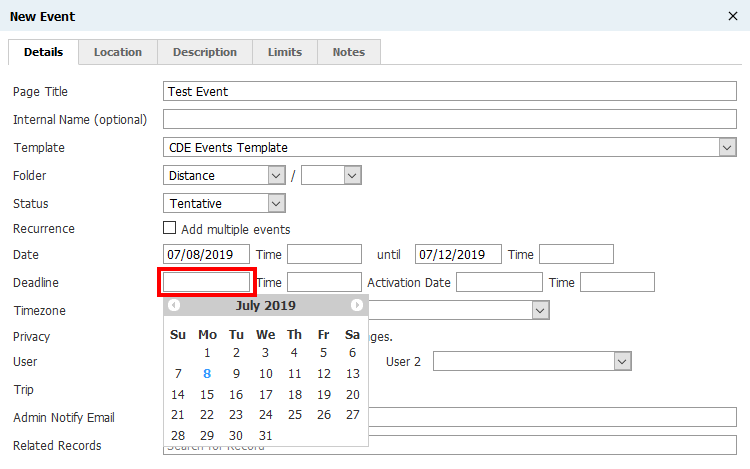 New Event
Details Location Description Limits Notes
Page Title Test Event
Internal Name (optional)
Template CDE Events Template
Folder Distance /
Status Tentative
Recurrence Add multiple events
Date 07/08/2019 Time until 07/12/2019 Time
Deadline Time Activation Date Time
Timezone July 2019
Su Mo Tu We Th Fr Sa
Privacy ges.
1 2 3 4 5 6
User User 2
7 8 9 10 11 12 13
Trip
14 15 16 17 18 19 20
Admin Notify Email
21 22 23 24 25 26 27
28 29 30 31
Related Records Search for Record